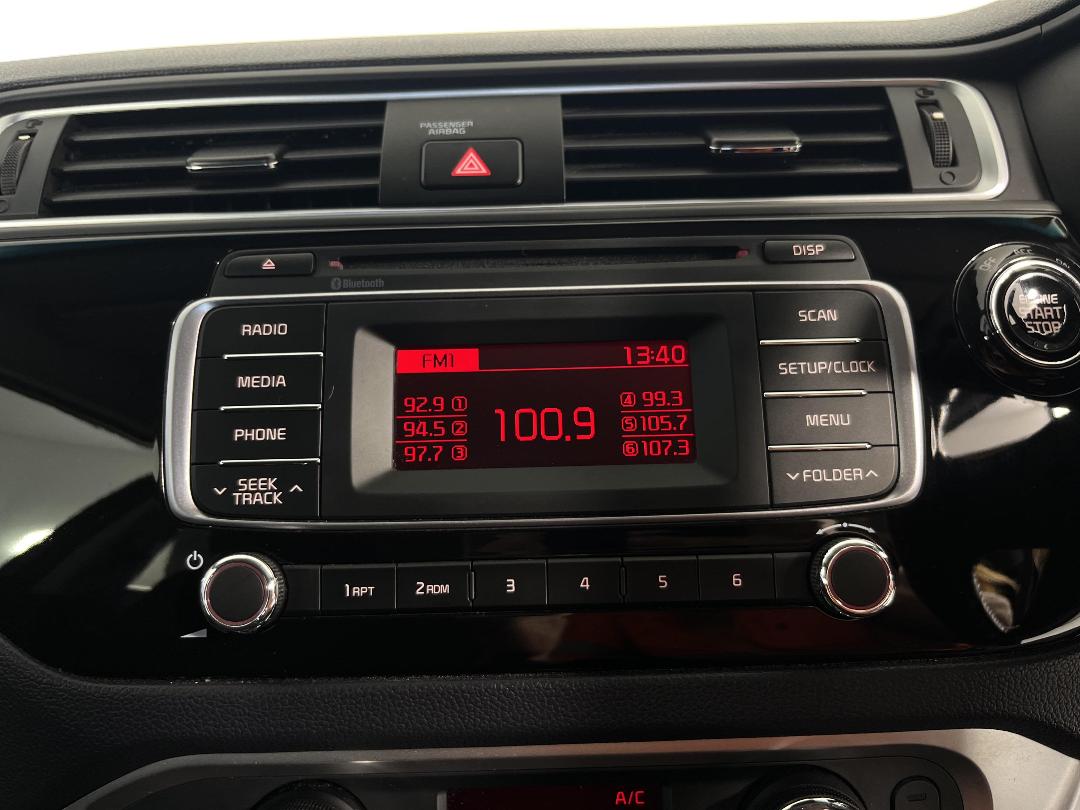 PASSENGER
AIRBAG
DISP
Bluetooth
RADIO
MEDIA
PHONE
SEEK
TRACK
FM1 13:40
92.9 1
94.5 2
97.7 3
100.9
4 99.3
5 105.7
6 107.3
SCAN
SETUP/CLOCK
MENU
FOLDER
OFF
ENGINE
START
STOP
1 RPT
2 RDM
3
4
5
6
A/C